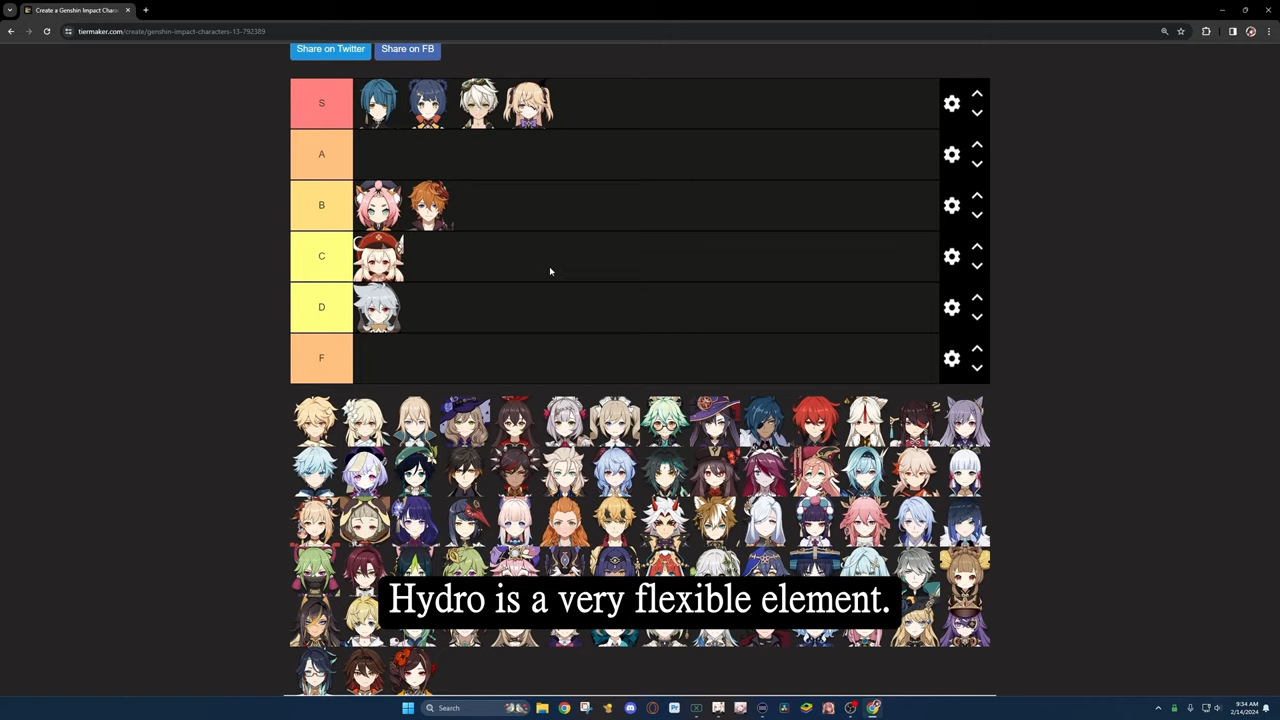 Create a Genshin Impact Chara
tiermaker.com/create/genshin-impact-characters-13-792389
Share on Twitter
Share on FB
S
A
B
C
D
F
Hydro is a very flexible element.
Search
9:34 AM
2/14/2024